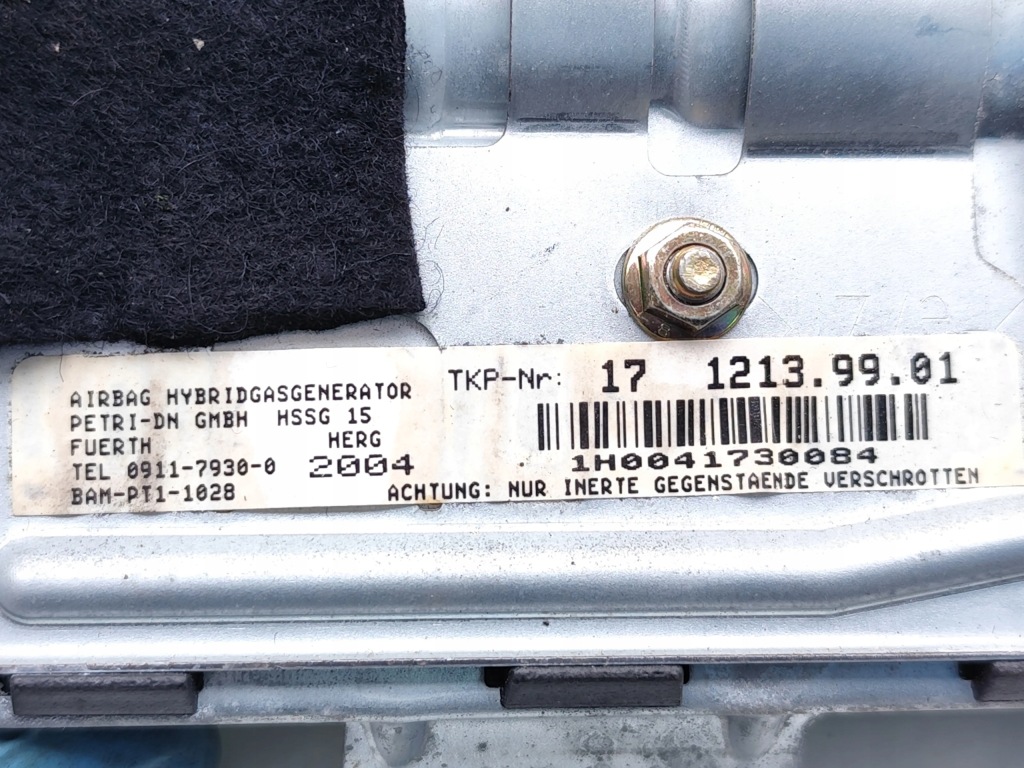 AIRBAG HYBRIDGASGENERATOR
PETRI-DN GMBH HSSG 15
FUERTH HERG
TEL 0911-7930-0 2004
BAM-PT1-1028
TKP-Nr: 17 1213.99.01
1H0041730084
ACHTUNG: NUR INERTE GEGENSTAENDE VERSCHROTTEN
8